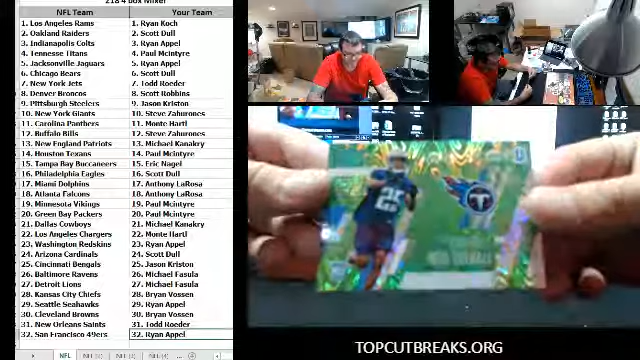 218 4 box Mixer
NFL Team Your Team
1. Los Angeles Rams 1. Ryan Koch
2. Oakland Raiders 2. Scott Dull
3. Indianapolis Colts 3. Ryan Appel
4. Tennesse Titans 4. Paul Mcintyre
5. Jacksonville Jaguars 5. Ryan Appel
6. Chicago Bears 6. Scott Dull
7. New York Jets 7. Todd Roeder
8. Denver Broncos 8. Scott Robbins
9. Pittsburgh Steelers 9. Jason Kriston
10. New York Giants 10. Steve Zahurones
11. Carolina Panthers 11. Monte Hartl
12. Buffalo Bills 12. Steve Zahurones
13. New England Patriots 13. Michael Kanakry
14. Houston Texans 14. Paul Mcintyre
15. Tampa Bay Buccaneers 15. Eric Nagel
16. Philadelphia Eagles 16. Scott Dull
17. Miami Dolphins 17. Anthony LaRosa
18. Atlanta Falcons 18. Anthony LaRosa
19. Minnesota Vikings 19. Paul Mcintyre
20. Green Bay Packers 20. Paul Mcintyre
21. Dallas Cowboys 21. Michael Kanakry
22. Los Angeles Chargers 22. Monte Hartl
23. Washington Redskins 23. Ryan Appel
24. Arizona Cardinals 24. Scott Dull
25. Cincinnati Bengals 25. Jason Kriston
26. Baltimore Ravens 26. Michael Fasula
27. Detroit Lions 27. Michael Fasula
28. Kansas City Chiefs 28. Bryan Vossen
29. Seattle Seahawks 29. Ryan Appel
30. Cleveland Browns 30. Bryan Vossen
31. New Orleans Saints 31. Todd Roeder
32. San Francisco 49ers 32. Ryan Appel
NFL
25
T
TOPCUTBREAKS.ORG